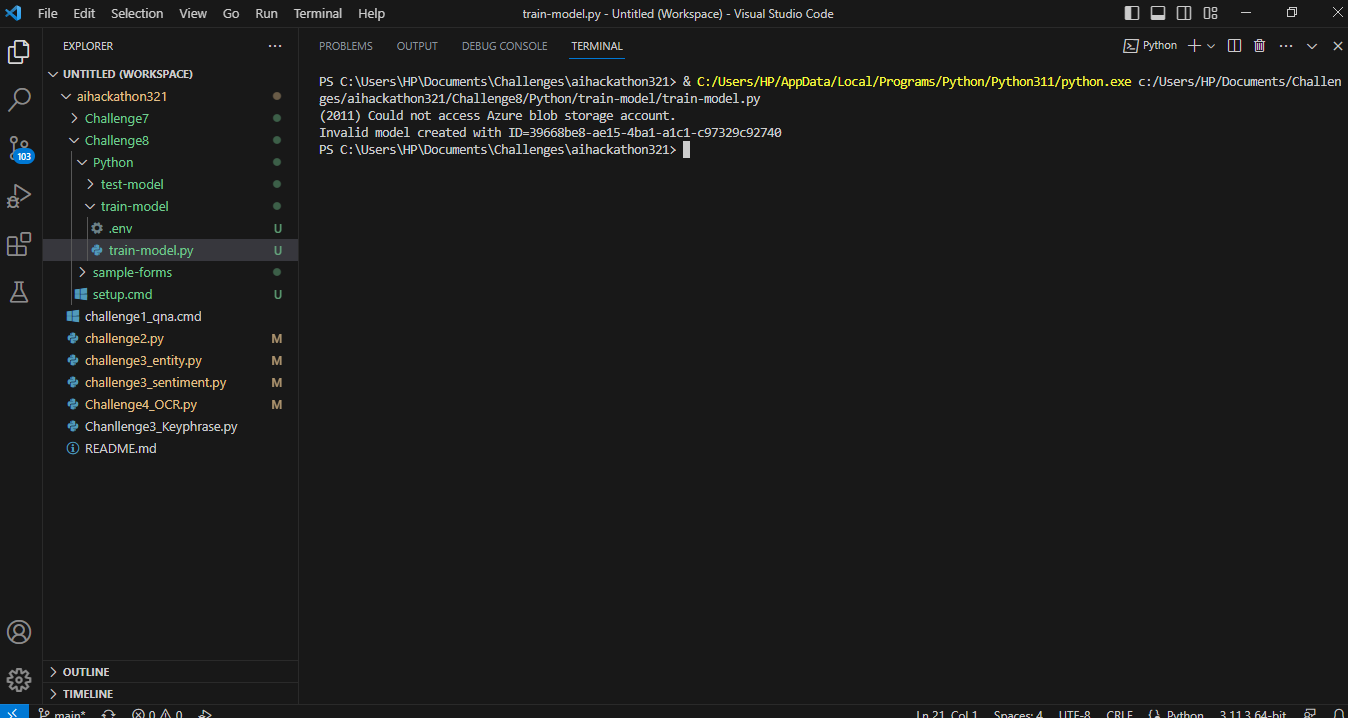 File Edit Selection View Go Run Terminal Help
train-model.py - Untitled (Workspace) - Visual Studio Code
EXPLORER
UNTITLED (WORKSPACE)
aihackathon321
Challenge7
Challenge8
Python
test-model
train-model
.env U
train-model.py U
sample-forms
setup.cmd U
challenge1_qna.cmd
challenge2.py M
challenge3_entity.py M
challenge3_sentiment.py M
Challenge4_OCR.py M
Chanllenge3_Keyphrase.py
README.md
OUTLINE
TIMELINE
103
PROBLEMS OUTPUT DEBUG CONSOLE TERMINAL
Python
PS C:\Users\HP\Documents\Challenges\aihackathon321> & C:/Users/HP/AppData/Local/Programs/Python/Python311/python.exe c:/Users/HP/Documents/Challen
ges/aihackathon321/Challenge8/Python/train-model/train-model.py
(2011) Could not access Azure blob storage account.
Invalid model created with ID=39668be8-ae15-4ba1-a1c1-c97329c92740
PS C:\Users\HP\Documents\Challenges\aihackathon321>
main* 0 0 Ln 21, Col 1 Spaces: 4 UTF-8 CRLF Python 3.11.3 64-bit